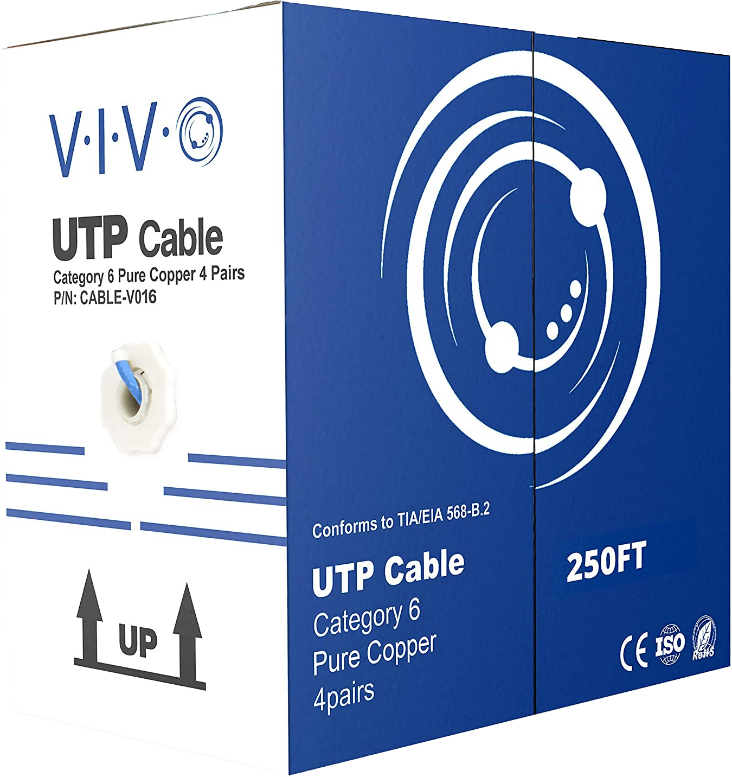 V·I·V·O
UTP Cable
Category 6 Pure Copper 4 Pairs
P/N: CABLE-V016
UP
Conforms to TIA/EIA 568-B.2
UTP Cable
Category 6
Pure Copper
4pairs
250FT
CE ISO RoHS